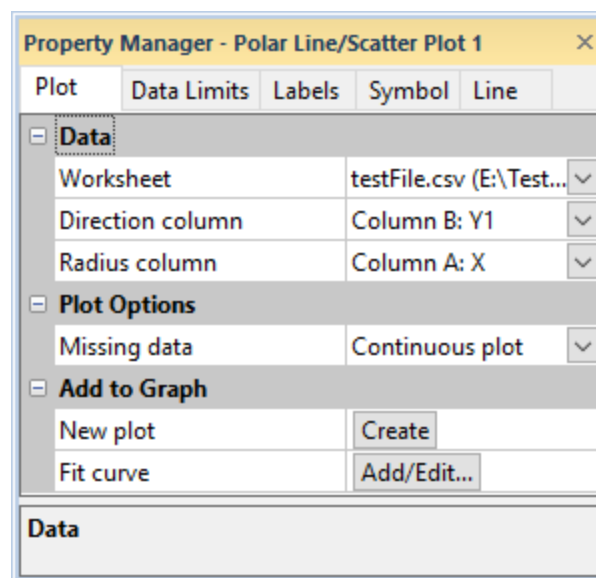 Property Manager - Polar Line/Scatter Plot 1
Plot Data Limits Labels Symbol Line
Data
Worksheet testFile.csv (E:\Test...
Direction column Column B: Y1
Radius column Column A: X
Plot Options
Missing data Continuous plot
Add to Graph
New plot Create
Fit curve Add/Edit...
Data